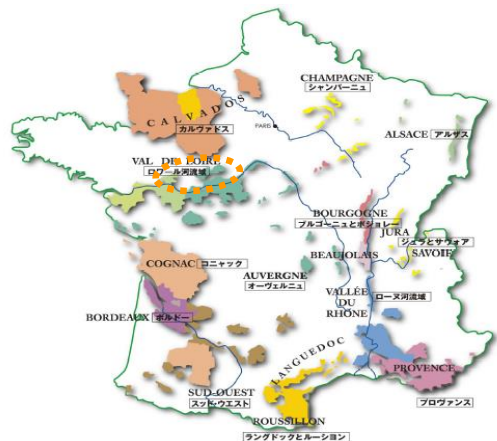 CHAMPAGNE
シャンパーニュ
CALVADOS
カルヴァドス
PARIS
ALSACE アルザス
VAL DE LOIRE
ロワール河流域
BOURGOGNE
ブルゴーニュとボジョレー
JURA
ジュラとサヴォア
SAVOIE
BEAUJOLAIS
COGNAC コニャック
AUVERGNE
オーヴェルニュ
VALLÉE
DU
RHÔNE
ローヌ河流域
BORDEAUX ボルドー
LANGUEDOC
PROVENCE
プロヴァンス
SUD-OUEST
スッド・ウエスト
ROUSSILLON
ラングドックとルーション